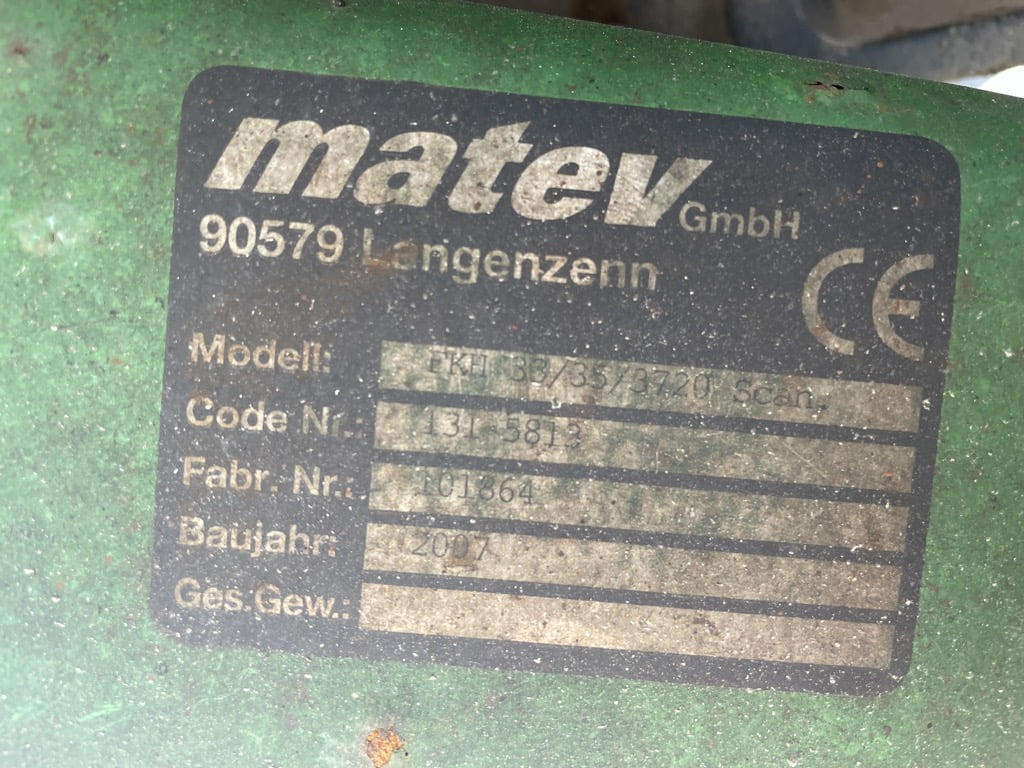 matev GmbH
90579 Langenzenn
CE
Modell: FKH 33/35/3720 Scan.
Code Nr.: 131-5813
Fabr. Nr.: 101864
Baujahr: 2007
Ges.Gew.: